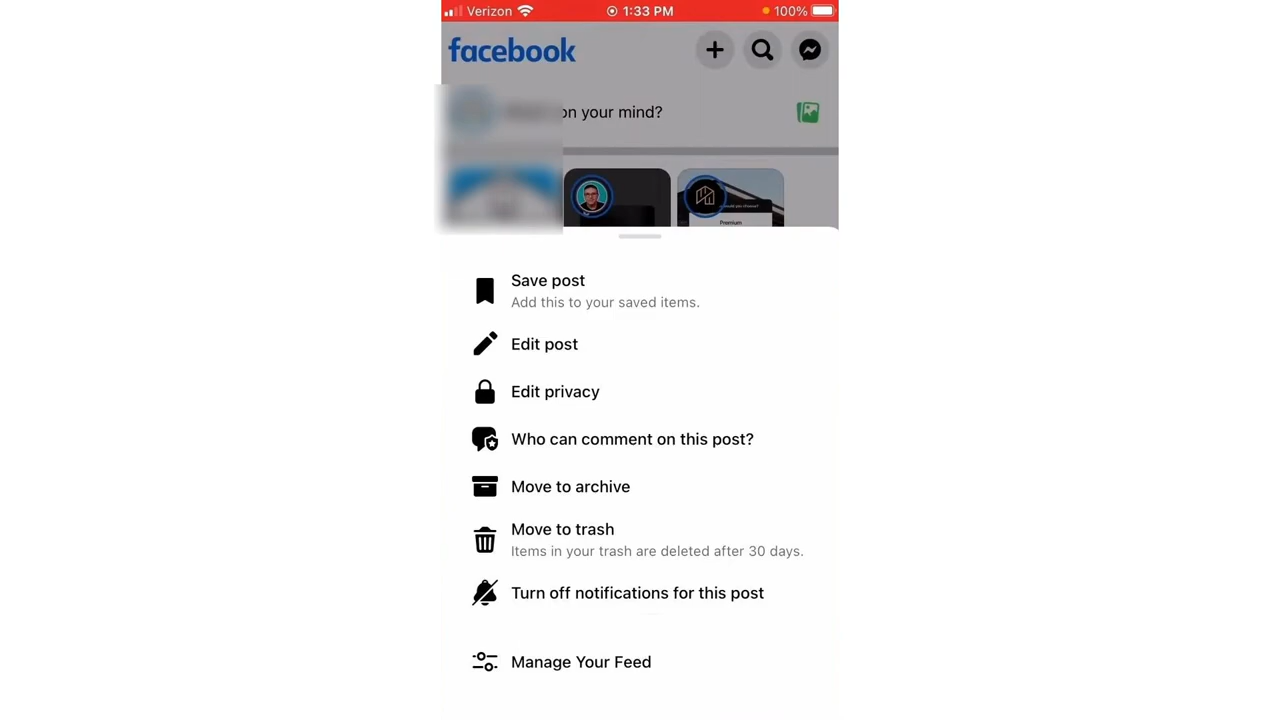 Verizon 1:33 PM 100%
facebook
on your mind?
Premium
Save post
Add this to your saved items.
Edit post
Edit privacy
Who can comment on this post?
Move to archive
Move to trash
Items in your trash are deleted after 30 days.
Turn off notifications for this post
Manage Your Feed